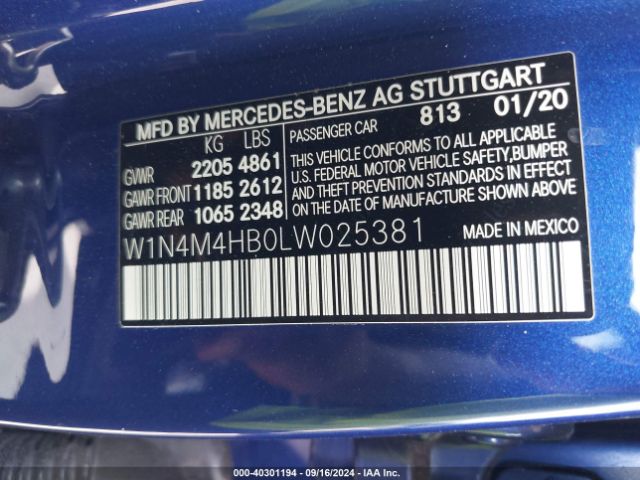 MFD BY MERCEDES-BENZ AG STUTTGART
KG LBS
GVWR 2205 4861
GAWR FRONT 1185 2612
GAWR REAR 1065 2348
PASSENGER CAR 813 01/20
THIS VEHICLE CONFORMS TO ALL APPLICABLE
U.S. FEDERAL MOTOR VEHICLE SAFETY,BUMPER
AND THEFT PREVENTION STANDARDS IN EFFECT
ON THE DATE OF MANUFACTURE SHOWN ABOVE
W1N4M4HB0LW025381
MADE IN MEXICO
000-40301194 - 09/16/2024 - IAA Inc.